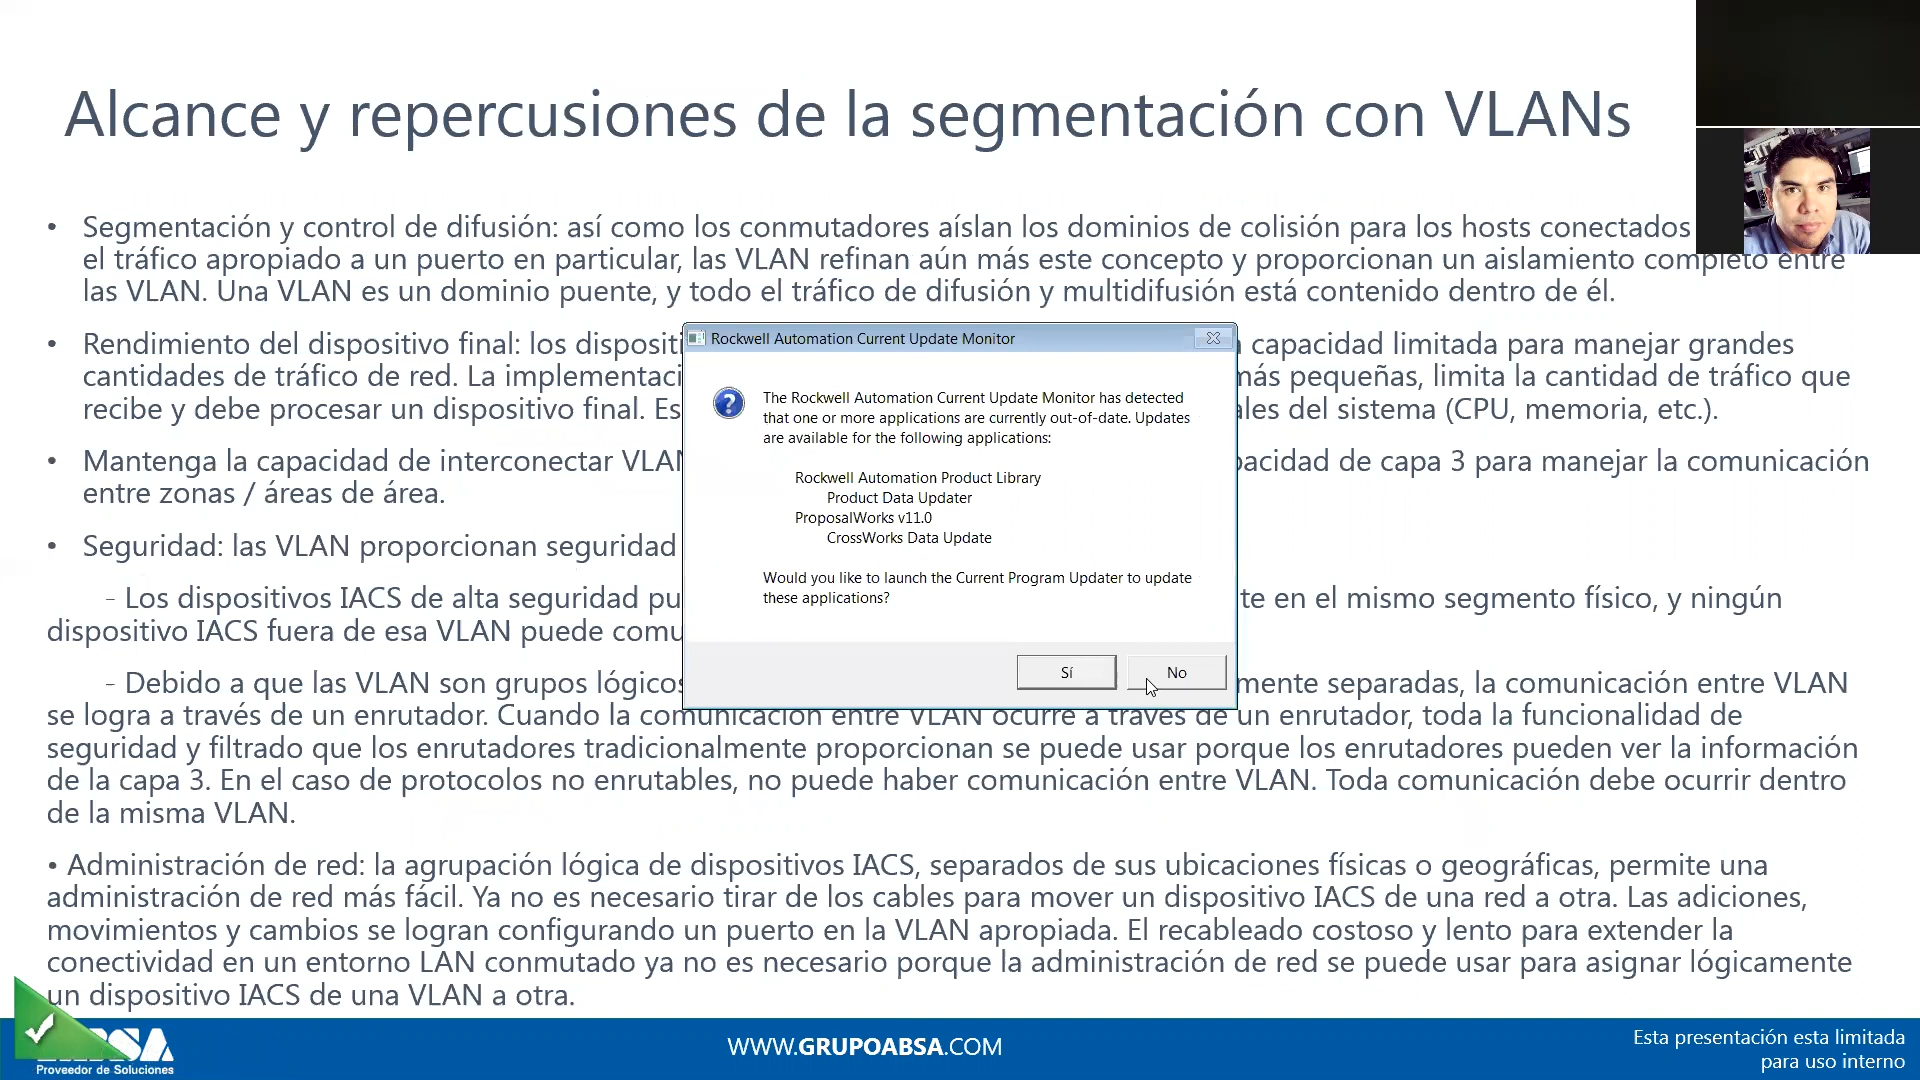 Alcance y repercusiones de la segmentación con VLANs
• Segmentación y control de difusión: así como los conmutadores aíslan los dominios de colisión para los hosts conectados
el tráfico apropiado a un puerto en particular, las VLAN refinan aún más este concepto y proporcionan un aislamiento completo entre
las VLAN. Una VLAN es un dominio puente, y todo el tráfico de difusión y multidifusión está contenido dentro de él.
• Rendimiento del dispositivo final: los dispositi capacidad limitada para manejar grandes
cantidades de tráfico de red. La implementaci más pequeñas, limita la cantidad de tráfico que
recibe y debe procesar un dispositivo final. Es ales del sistema (CPU, memoria, etc.).
• Mantenga la capacidad de interconectar VLAN pacidad de capa 3 para manejar la comunicación
entre zonas / áreas de área.
• Seguridad: las VLAN proporcionan seguridad
- Los dispositivos IACS de alta seguridad pu te en el mismo segmento físico, y ningún
dispositivo IACS fuera de esa VLAN puede comu
- Debido a que las VLAN son grupos lógicos mente separadas, la comunicación entre VLAN
se logra a través de un enrutador. Cuando la comunicación entre VLAN ocurre a través de un enrutador, toda la funcionalidad de
seguridad y filtrado que los enrutadores tradicionalmente proporcionan se puede usar porque los enrutadores pueden ver la información
de la capa 3. En el caso de protocolos no enrutables, no puede haber comunicación entre VLAN. Toda comunicación debe ocurrir dentro
de la misma VLAN.
• Administración de red: la agrupación lógica de dispositivos IACS, separados de sus ubicaciones físicas o geográficas, permite una
administración de red más fácil. Ya no es necesario tirar de los cables para mover un dispositivo IACS de una red a otra. Las adiciones,
movimientos y cambios se logran configurando un puerto en la VLAN apropiada. El recableado costoso y lento para extender la
conectividad en un entorno LAN conmutado ya no es necesario porque la administración de red se puede usar para asignar lógicamente
un dispositivo IACS de una VLAN a otra.
Rockwell Automation Current Update Monitor
The Rockwell Automation Current Update Monitor has detected
that one or more applications are currently out-of-date. Updates
are available for the following applications:
Rockwell Automation Product Library
Product Data Updater
ProposalWorks v11.0
CrossWorks Data Update
Would you like to launch the Current Program Updater to update
these applications?
Sí
No
Proveedor de Soluciones
WWW.GRUPOABSA.COM
Esta presentación esta limitada
para uso interno